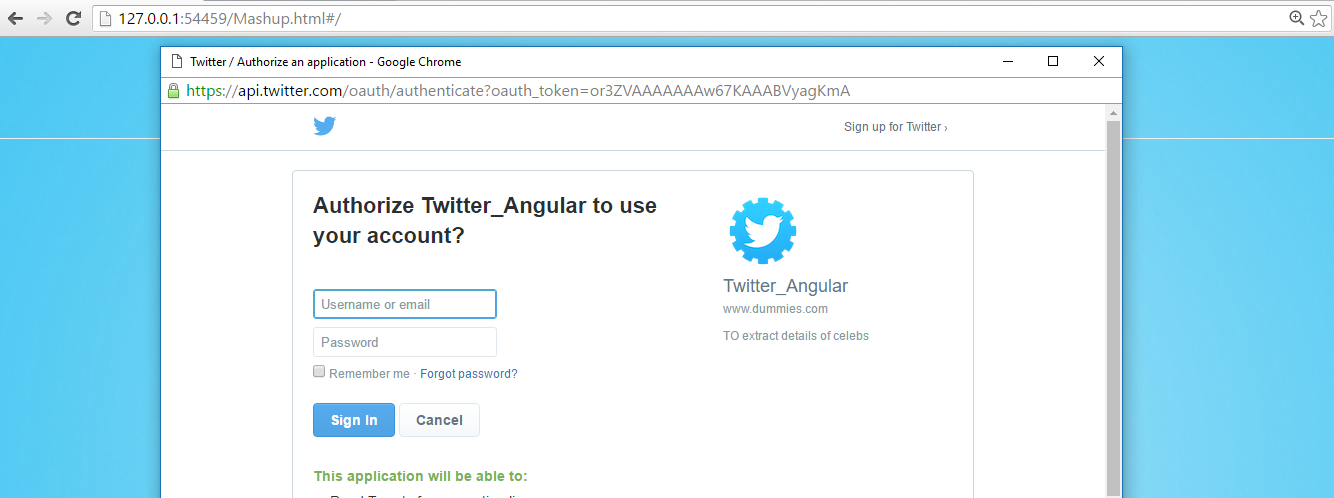 127.0.0.1:54459/Mashup.html#/
Twitter / Authorize an application - Google Chrome
https://api.twitter.com/oauth/authenticate?oauth_token=or3ZVAAAAAAAw67KAAABVyagKmA
Sign up for Twitter ›
Authorize Twitter_Angular to use
your account?
Username or email
Password
Remember me · Forgot password?
Sign In
Cancel
Twitter_Angular
www.dummies.com
TO extract details of celebs
This application will be able to: